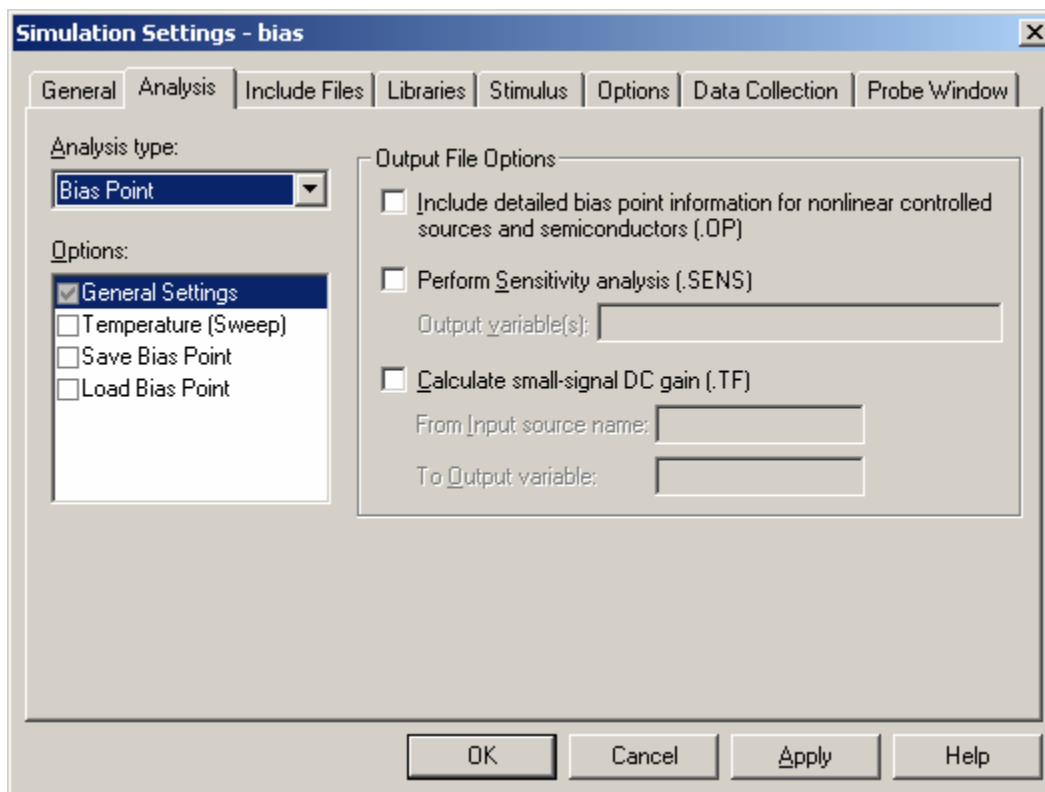 Simulation Settings - bias
General Analysis Include Files Libraries Stimulus Options Data Collection Probe Window
Analysis type:
Bias Point
Options:
General Settings
Temperature (Sweep)
Save Bias Point
Load Bias Point
Output File Options
Include detailed bias point information for nonlinear controlled
sources and semiconductors (.OP)
Perform Sensitivity analysis (.SENS)
Output variable(s):
Calculate small-signal DC gain (.TF)
From Input source name:
To Output variable:
OK Cancel Apply Help